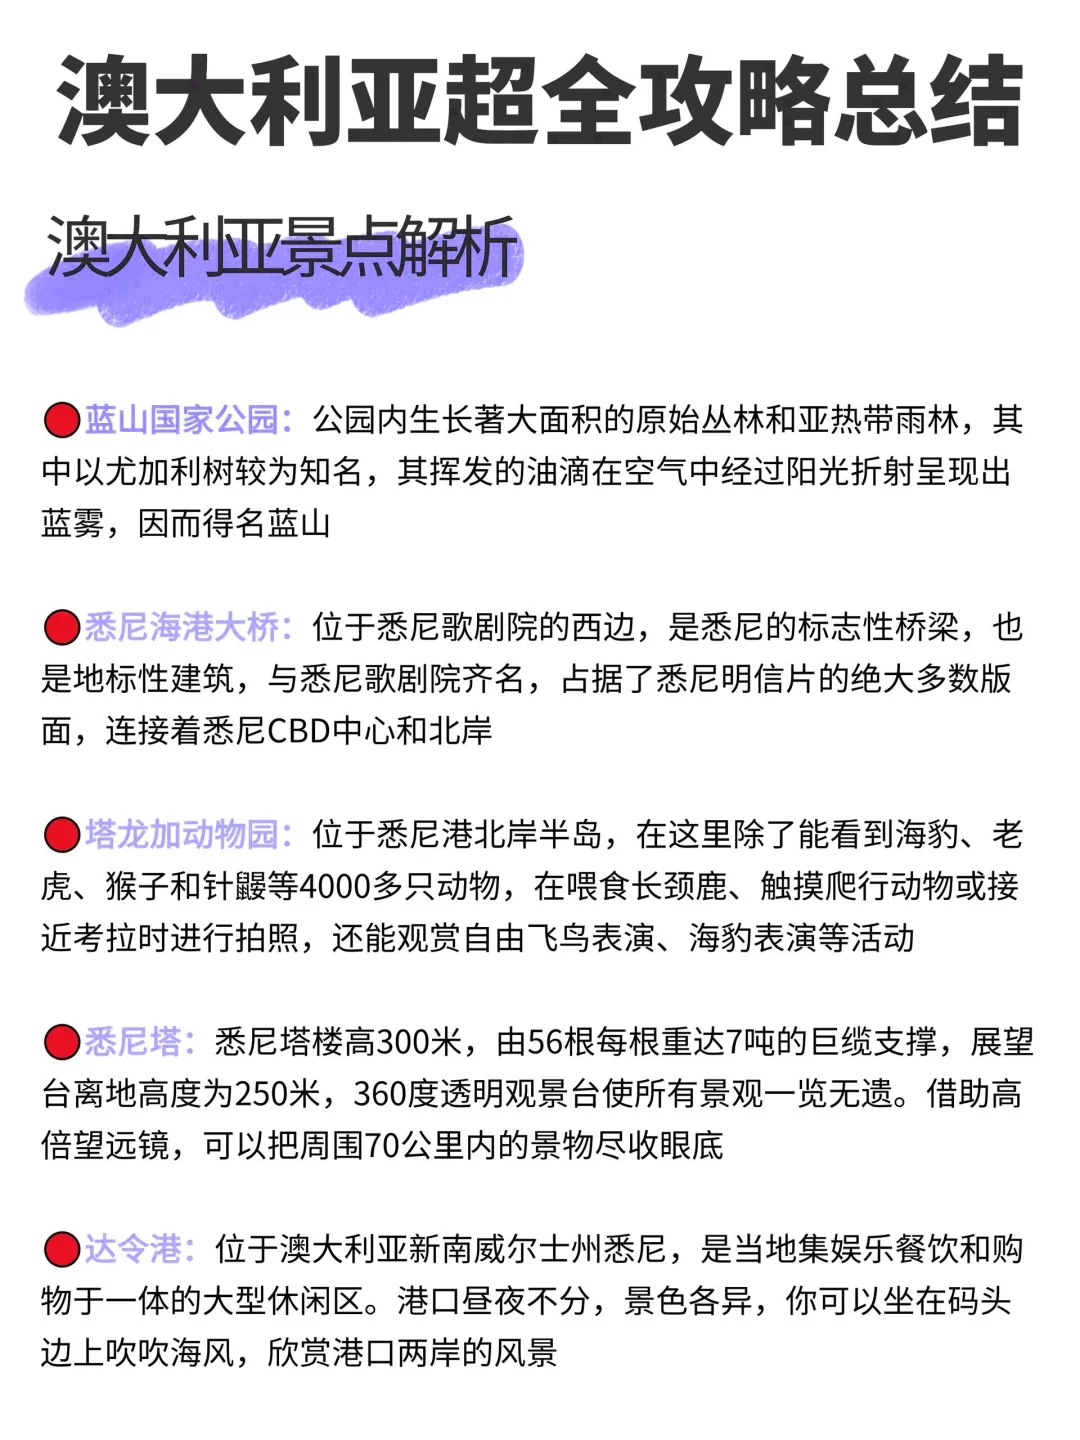 澳大利亚超全攻略总结
澳大利亚景点解析
蓝山国家公园：公园内生长著大面积的原始丛林和亚热带雨林，其
中以尤加利树较为知名，其挥发的油滴在空气中经过阳光折射呈现出
蓝雾，因而得名蓝山
悉尼海港大桥：位于悉尼歌剧院的西边，是悉尼的标志性桥梁，也
是地标性建筑，与悉尼歌剧院齐名，占据了悉尼明信片的绝大多数版
面，连接着悉尼CBD中心和北岸
塔龙加动物园：位于悉尼港北岸半岛，在这里除了能看到海豹、老
虎、猴子和针鼹等4000多只动物，在喂食长颈鹿、触摸爬行动物或接
近考拉时进行拍照，还能观赏自由飞鸟表演、海豹表演等活动
悉尼塔：悉尼塔楼高300米，由56根每根重达7吨的巨缆支撑，展望
台离地高度为250米，360度透明观景台使所有景观一览无遗。借助高
倍望远镜，可以把周围70公里内的景物尽收眼底
达令港：位于澳大利亚新南威尔士州悉尼，是当地集娱乐餐饮和购
物于一体的大型休闲区。港口昼夜不分，景色各异，你可以坐在码头
边上吹吹海风，欣赏港口两岸的风景